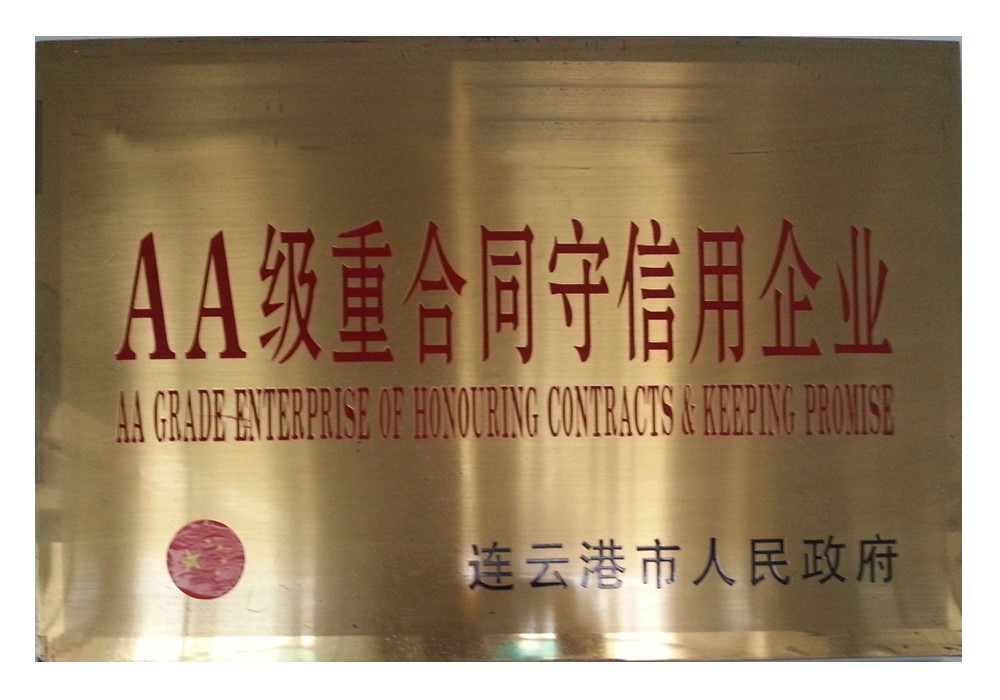 AA级重合同守信用企业
AA GRADE ENTERPRISE OF HONOURING CONTRACTS & KEEPING PROMISE
连云港市人民政府